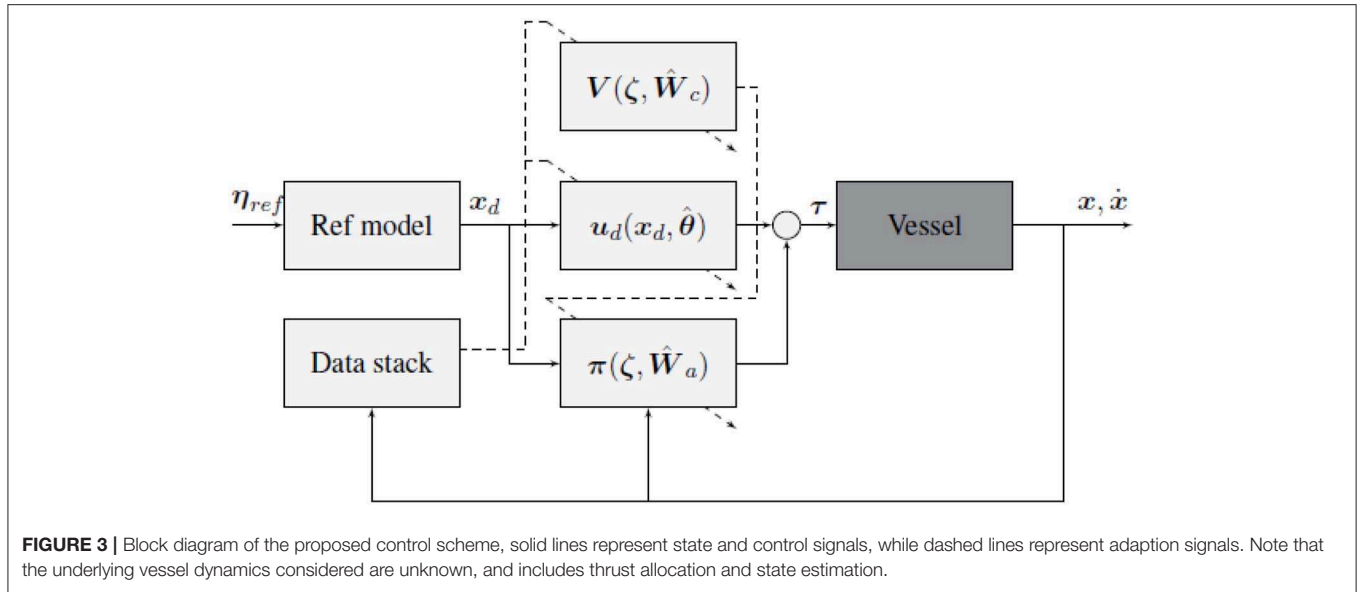 V(ζ, Ŵ_c)
η_ref
Ref model
x_d
u_d(x_d, θ̂)
τ
Vessel
x, ẋ
Data stack
π(ζ, Ŵ_a)
FIGURE 3 | Block diagram of the proposed control scheme, solid lines represent state and control signals, while dashed lines represent adaption signals. Note that
the underlying vessel dynamics considered are unknown, and includes thrust allocation and state estimation.